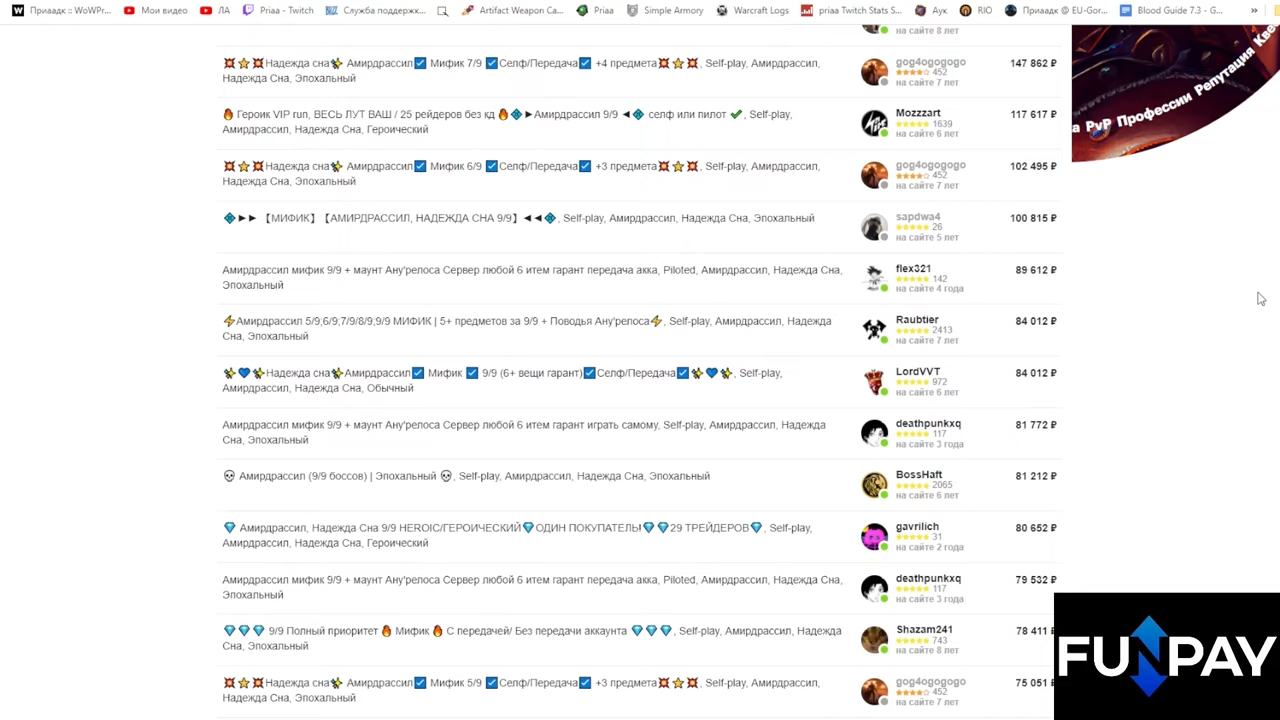 Приаадк :: WoWPr...
Мои видео
ЛА
Priaa - Twitch
Служба поддержк...
Artifact Weapon Ca...
Priaa
Simple Armory
Warcraft Logs
priaa Twitch Stats S...
Аук
RIO
Приаадк @ EU-Gor...
Blood Guide 7.3 - G...
на сайте 8 лет
Надежда сна Амирдрассил Мифик 7/9 Селф/Передача +4 предмета, Self-play, Амирдрассил,
Надежда Сна, Эпохальный
gog4ogogogo
452
на сайте 7 лет
147 862 ₽
Героик VIP run, ВЕСЬ ЛУТ ВАШ / 25 рейдеров без кд ►Амирдрассил 9/9 ◄ селф или пилот, Self-play,
Амирдрассил, Надежда Сна, Героический
Mozzzart
1639
на сайте 6 лет
117 617 ₽
Надежда сна Амирдрассил Мифик 6/9 Селф/Передача +3 предмета, Self-play, Амирдрассил,
Надежда Сна, Эпохальный
gog4ogogogo
452
на сайте 7 лет
102 495 ₽
►► 【МИФИК】【АМИРДРАССИЛ, НАДЕЖДА СНА 9/9】◄◄, Self-play, Амирдрассил, Надежда Сна, Эпохальный
sapdwa4
26
на сайте 5 лет
100 815 ₽
Амирдрассил мифик 9/9 + маунт Ану'релоса Сервер любой 6 итем гарант передача акка, Piloted, Амирдрассил, Надежда Сна,
Эпохальный
flex321
142
на сайте 4 года
89 612 ₽
Амирдрассил 5/9;6/9;7/9/8/9;9/9 МИФИК | 5+ предметов за 9/9 + Поводья Ану'релоса, Self-play, Амирдрассил, Надежда
Сна, Эпохальный
Raubtier
2413
на сайте 7 лет
84 012 ₽
Надежда сна Амирдрассил Мифик 9/9 (6+ вещи гарант) Селф/Передача, Self-play,
Амирдрассил, Надежда Сна, Обычный
LordVVT
972
на сайте 6 лет
84 012 ₽
Амирдрассил мифик 9/9 + маунт Ану'релоса Сервер любой 6 итем гарант играть самому, Self-play, Амирдрассил, Надежда
Сна, Эпохальный
deathpunkxq
117
на сайте 3 года
81 772 ₽
Амирдрассил (9/9 боссов) | Эпохальный, Self-play, Амирдрассил, Надежда Сна, Эпохальный
BossHaft
2065
на сайте 6 лет
81 212 ₽
Амирдрассил, Надежда Сна 9/9 HEROIC/ГЕРОИЧЕСКИЙ ОДИН ПОКУПАТЕЛЬ! 29 ТРЕЙДЕРОВ, Self-play,
Амирдрассил, Надежда Сна, Героический
gavrilich
31
на сайте 2 года
80 652 ₽
Амирдрассил мифик 9/9 + маунт Ану'релоса Сервер любой 6 итем гарант передача акка, Piloted, Амирдрассил, Надежда Сна,
Эпохальный
deathpunkxq
117
на сайте 3 года
79 532 ₽
9/9 Полный приоритет Мифик С передачей/ Без передачи аккаунта, Self-play, Амирдрассил, Надежда
Сна, Эпохальный
Shazam241
743
на сайте 8 лет
78 411 ₽
Надежда сна Амирдрассил Мифик 5/9 Селф/Передача +3 предмета, Self-play, Амирдрассил,
Надежда Сна, Эпохальный
gog4ogogogo
452
на сайте 7 лет
75 051 ₽
а PvP Профессии Репутация Кве
FUNPAY